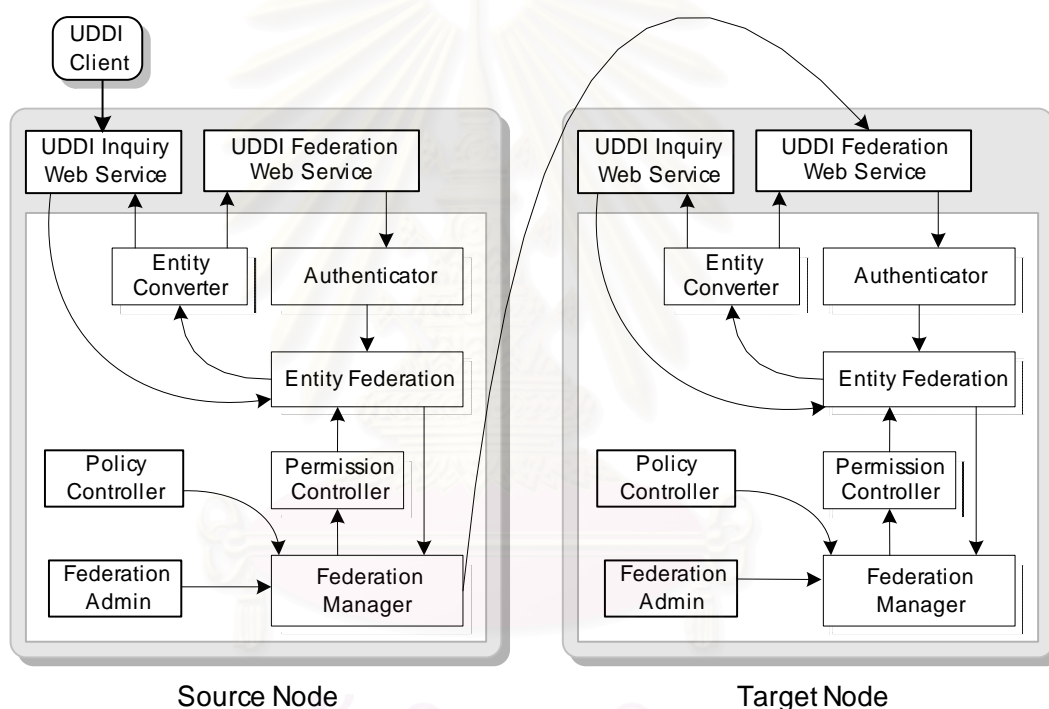 UDDI
Client
UDDI Inquiry
Web Service
UDDI Federation
Web Service
Entity
Converter
Authenticator
Entity Federation
Policy
Controller
Permission
Controller
Federation
Admin
Federation
Manager
Source Node
UDDI Inquiry
Web Service
UDDI Federation
Web Service
Entity
Converter
Authenticator
Entity Federation
Policy
Controller
Permission
Controller
Federation
Admin
Federation
Manager
Target Node